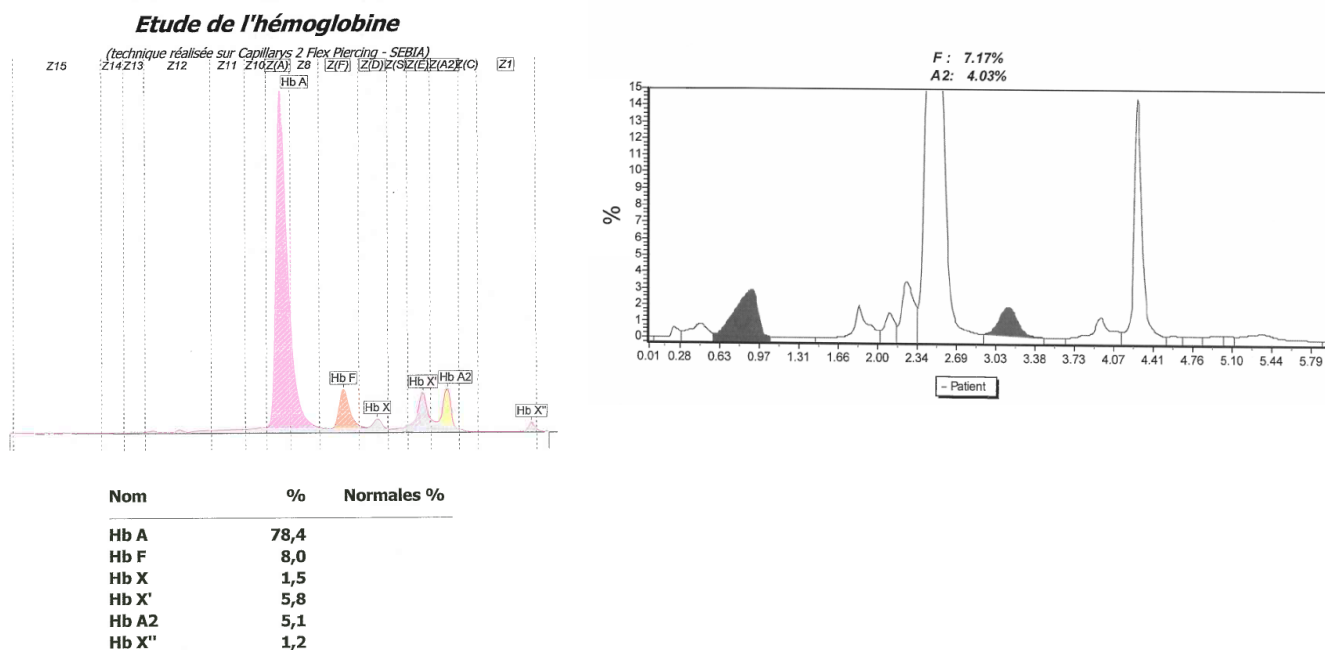 Etude de l'hémoglobine
(technique réalisée sur Capillarys 2 Flex Piercing - SEBIA)
Z15 Z14 Z13 Z12 Z11 Z10 Z(A) Z8 Z(F) Z(D) Z(S) Z(E) Z(A2) Z(C) Z1
Hb A
Hb F
Hb X
Hb X'
Hb A2
Hb X"
Nom % Normales %
Hb A 78,4
Hb F 8,0
Hb X 1,5
Hb X' 5,8
Hb A2 5,1
Hb X" 1,2
F : 7.17%
A2: 4.03%
15
14
13
12
11
10
9
8
7
6
5
4
3
2
1
0
%
0.01 0.28 0.63 0.97 1.31 1.66 2.00 2.34 2.69 3.03 3.38 3.73 4.07 4.41 4.76 5.10 5.44 5.79
– Patient